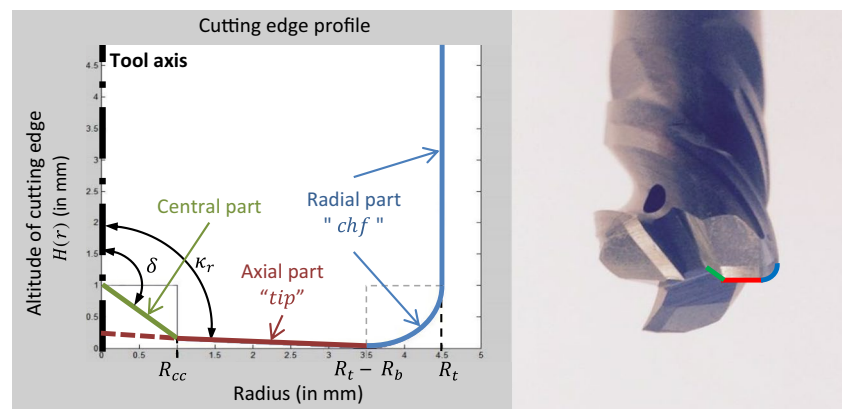 Cutting edge profile
Tool axis
Altitude of cutting edge
H(r) (in mm)
4.5
4
3.5
3
2.5
2
1.5
1
0.5
0
Central part
Radial part
" chf "
δ
κr
Axial part
“tip”
0
0.5
1
1.5
2
2.5
3
3.5
4
4.5
5
Rcc
Rt − Rb
Rt
Radius (in mm)